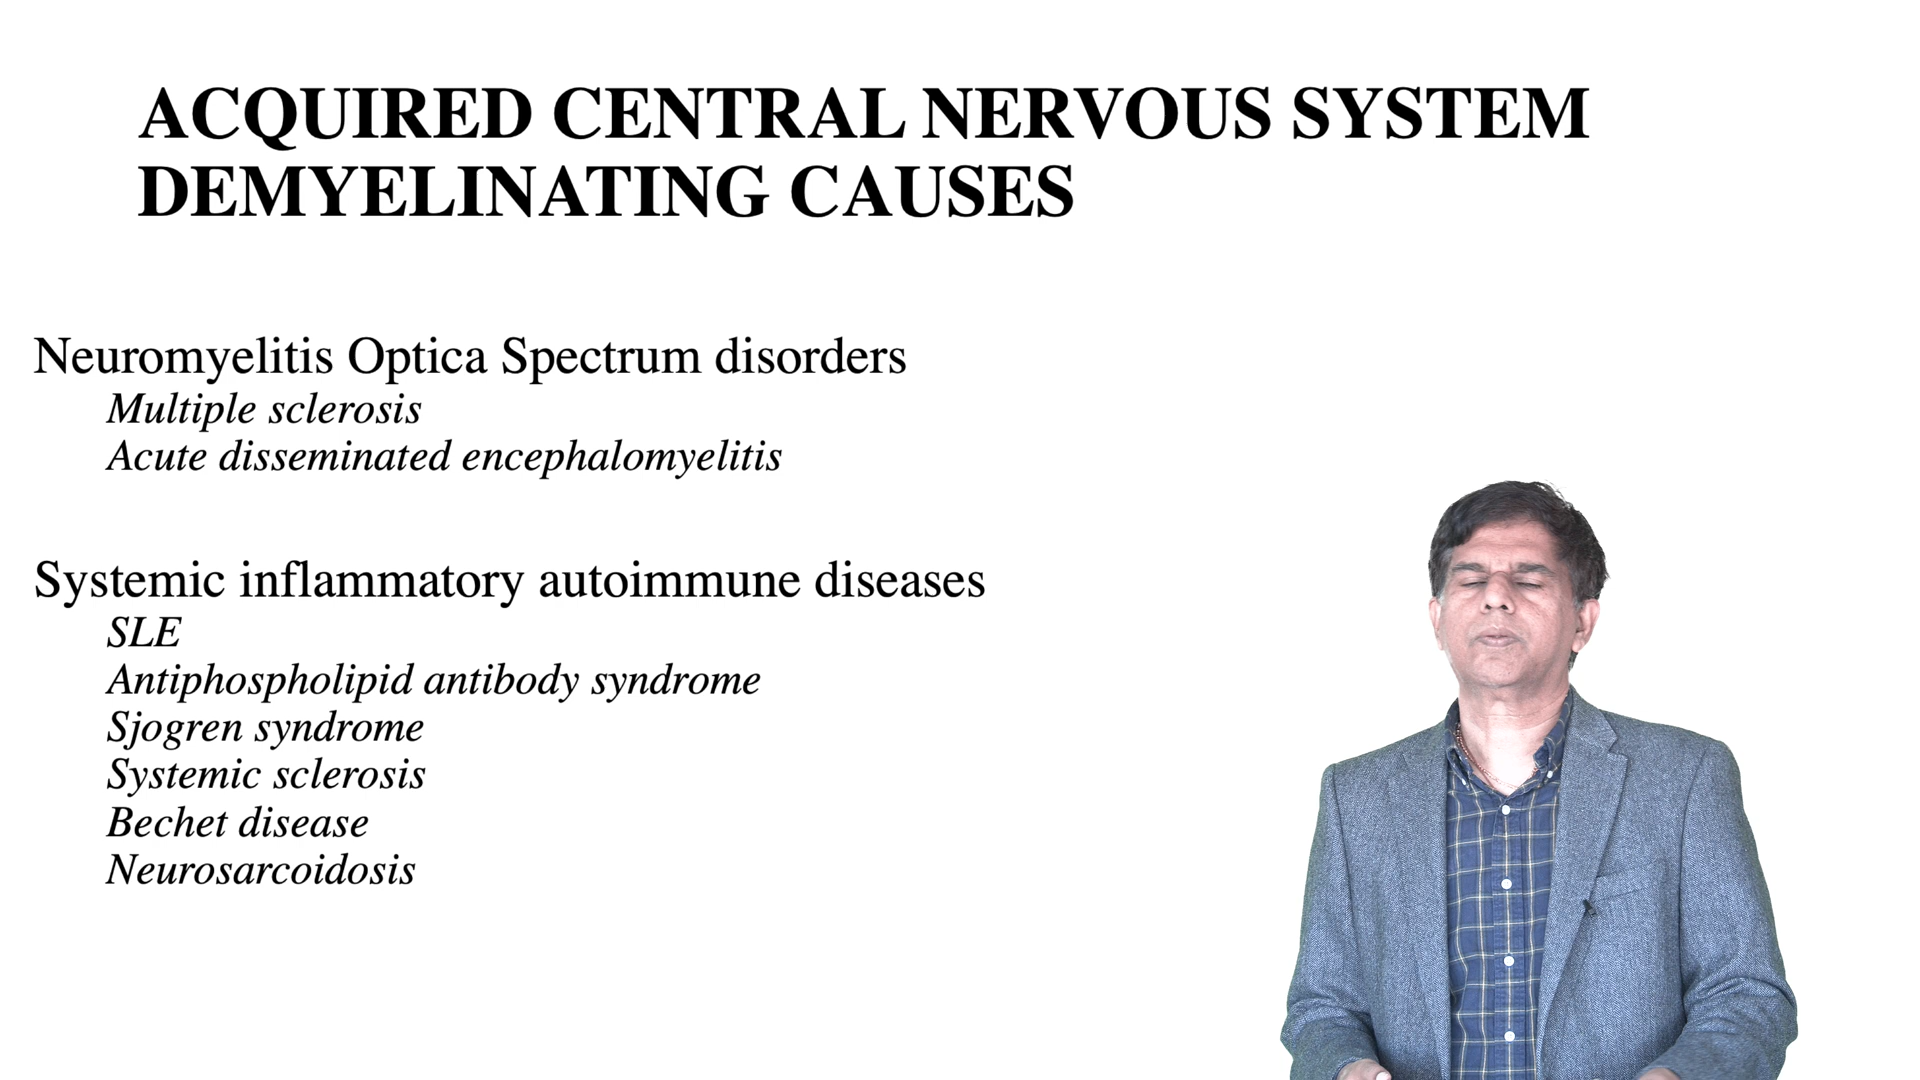 ACQUIRED CENTRAL NERVOUS SYSTEM
DEMYELINATING CAUSES
Neuromyelitis Optica Spectrum disorders
Multiple sclerosis
Acute disseminated encephalomyelitis
Systemic inflammatory autoimmune diseases
SLE
Antiphospholipid antibody syndrome
Sjogren syndrome
Systemic sclerosis
Bechet disease
Neurosarcoidosis